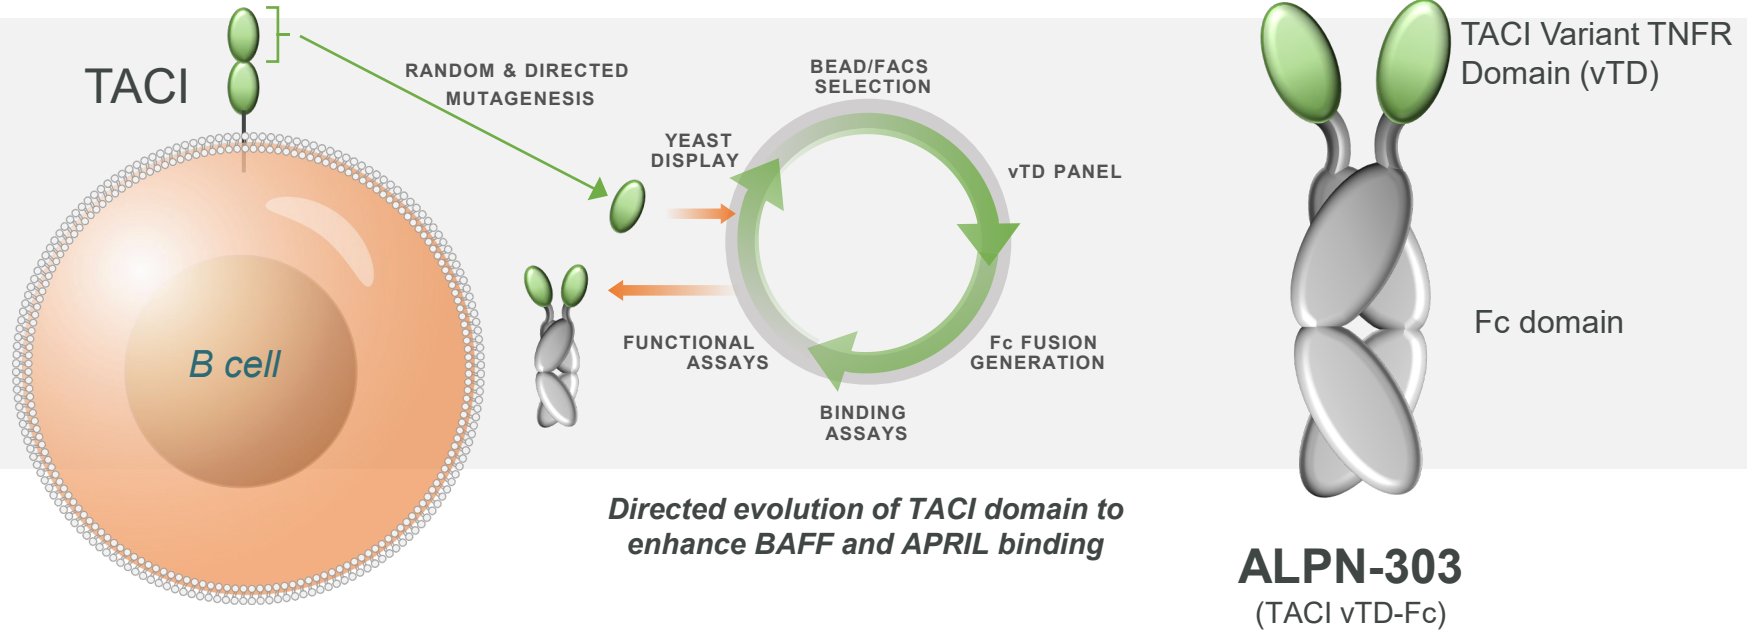 TACI
B cell
RANDOM & DIRECTED
MUTAGENESIS
YEAST
DISPLAY
BEAD/FACS
SELECTION
vTD PANEL
Fc FUSION
GENERATION
BINDING
ASSAYS
FUNCTIONAL
ASSAYS
Directed evolution of TACI domain to
enhance BAFF and APRIL binding
TACI Variant TNFR
Domain (vTD)
Fc domain
ALPN-303
(TACI vTD-Fc)